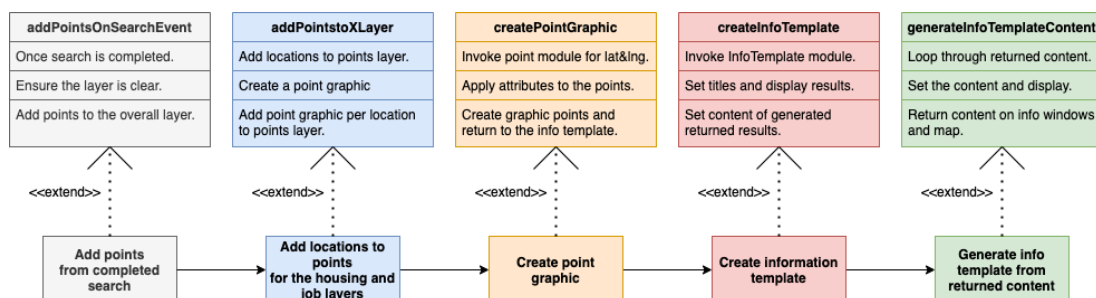 addPointsOnSearchEvent
Once search is completed.
Ensure the layer is clear.
Add points to the overall layer.
addPointstoXLayer
Add locations to points layer.
Create a point graphic
Add point graphic per location
to points layer.
createPointGraphic
Invoke point module for lat&lng.
Apply attributes to the points.
Create graphic points and
return to the info template.
createInfoTemplate
Invoke InfoTemplate module.
Set titles and display results.
Set content of generated
returned results.
generateInfoTemplateContent
Loop through returned content.
Set the content and display.
Return content on info windows
and map.
<<extend>>
<<extend>>
<<extend>>
<<extend>>
<<extend>>
Add points
from completed
search
Add locations to
points
for the housing and
job layers
Create point
graphic
Create information
template
Generate info
template from
returned content